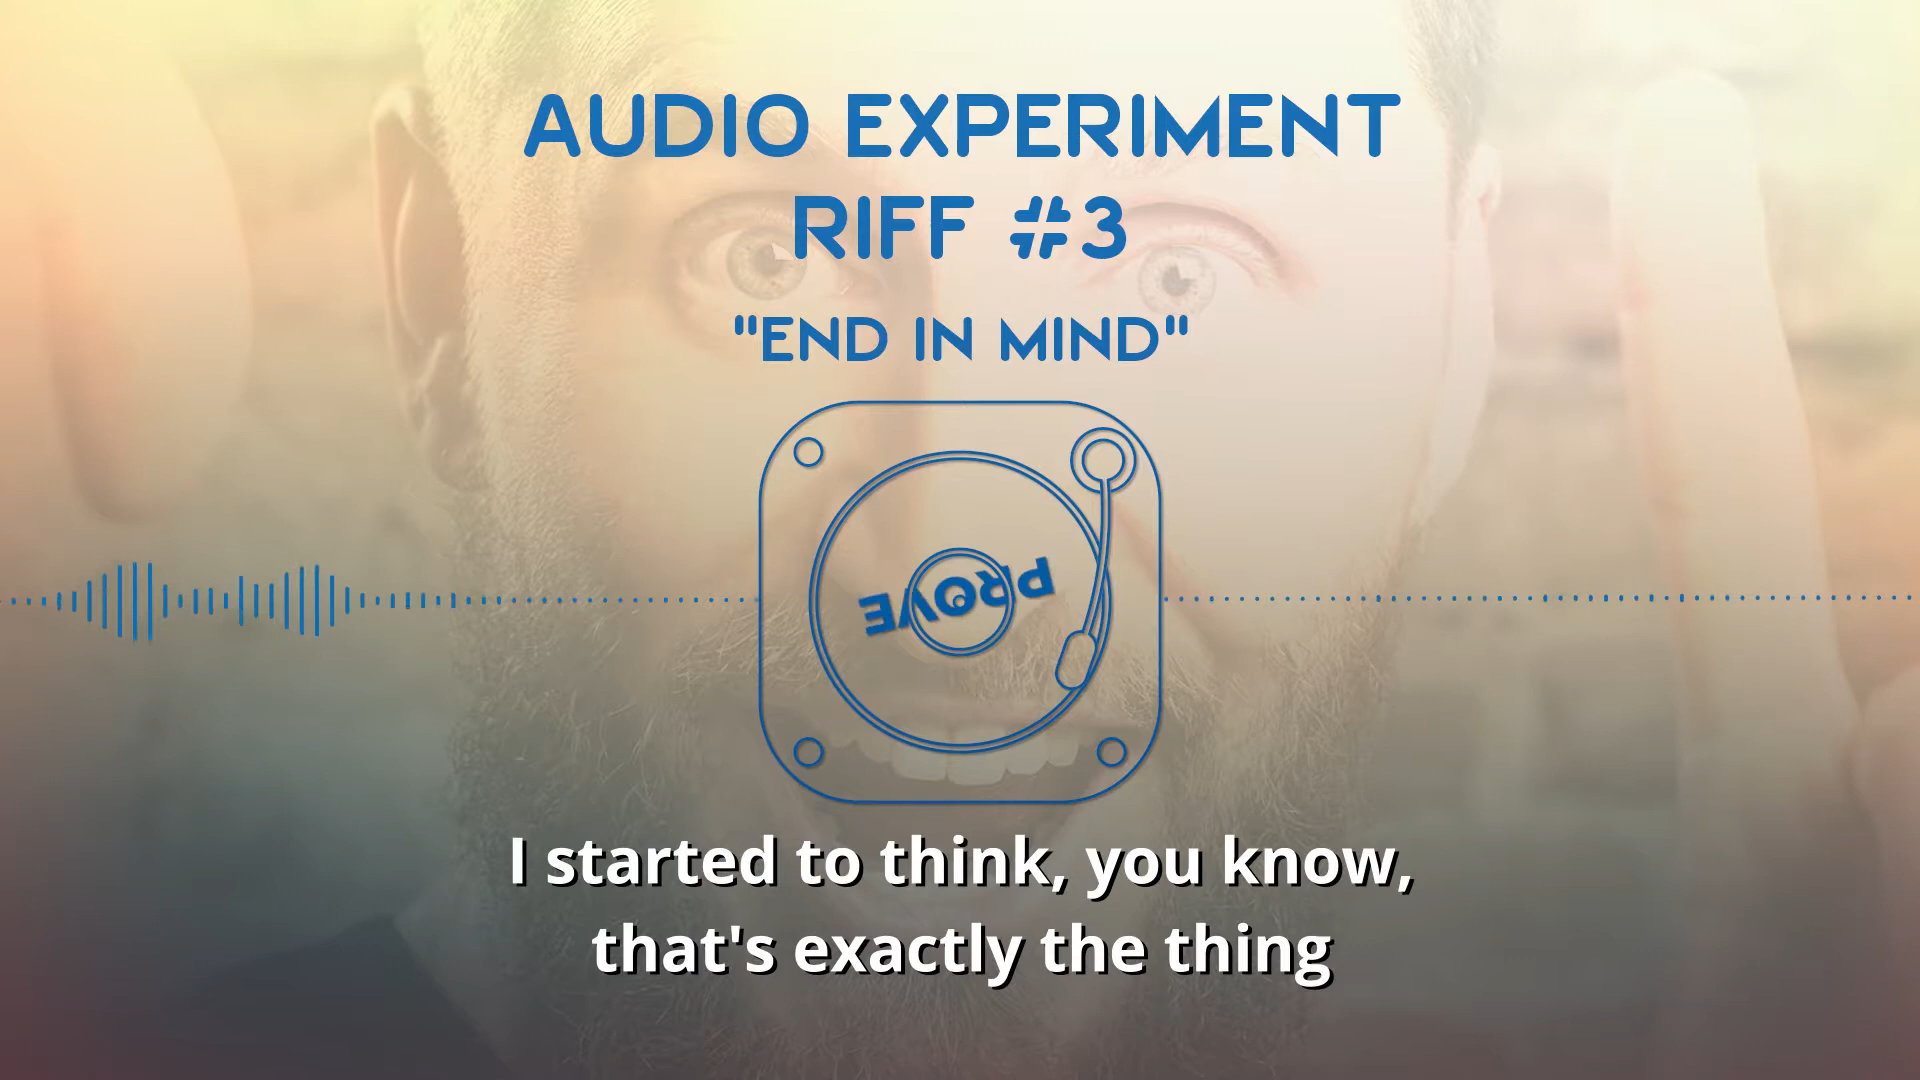 AUDIO EXPERIMENT
RIFF #3
"END IN MIND"
PROVE
I started to think, you know,
that's exactly the thing